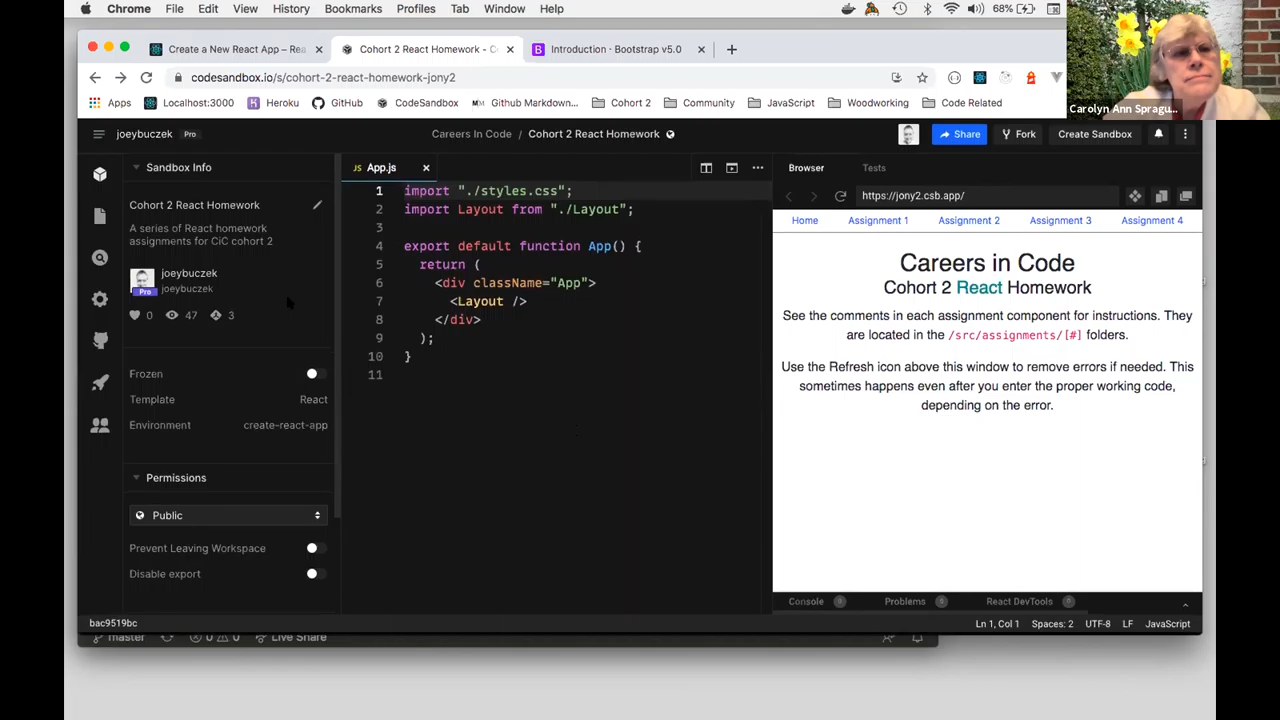 Chrome File Edit View History Bookmarks Profiles Tab Window Help 68%
Create a New React App – Rea
Cohort 2 React Homework - C
Introduction · Bootstrap v5.0
codesandbox.io/s/cohort-2-react-homework-jony2
Apps Localhost:3000 Heroku GitHub CodeSandbox Github Markdown... Cohort 2 Community JavaScript Woodworking Code Related
Carolyn Ann Spragu...
joeybuczek Pro
Careers In Code / Cohort 2 React Homework
Share Fork Create Sandbox
Sandbox Info
Cohort 2 React Homework
A series of React homework
assignments for CiC cohort 2
joeybuczek
joeybuczek
Pro
0 47 3
Frozen
Template React
Environment create-react-app
Permissions
Public
Prevent Leaving Workspace
Disable export
JS App.js
1 import "./styles.css";
2 import Layout from "./Layout";
3
4 export default function App() {
5 return (
6 <div className="App">
7 <Layout />
8 </div>
9 );
10 }
11
Browser Tests
https://jony2.csb.app/
Home Assignment 1 Assignment 2 Assignment 3 Assignment 4
Careers in Code
Cohort 2 React Homework
See the comments in each assignment component for instructions. They
are located in the /src/assignments/[#] folders.
Use the Refresh icon above this window to remove errors if needed. This
sometimes happens even after you enter the proper working code,
depending on the error.
Console 0 Problems 0 React DevTools 0
bac9519bc
Ln 1, Col 1 Spaces: 2 UTF-8 LF JavaScript
master 0 0 Live Share